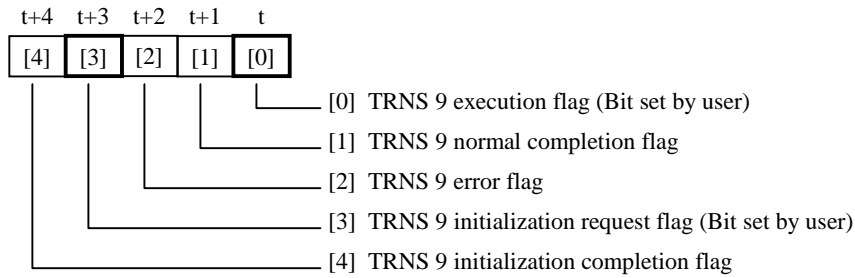 t+4 t+3 t+2 t+1 t
[4] [3] [2] [1] [0]
[0] TRNS 9 execution flag (Bit set by user)
[1] TRNS 9 normal completion flag
[2] TRNS 9 error flag
[3] TRNS 9 initialization request flag (Bit set by user)
[4] TRNS 9 initialization completion flag